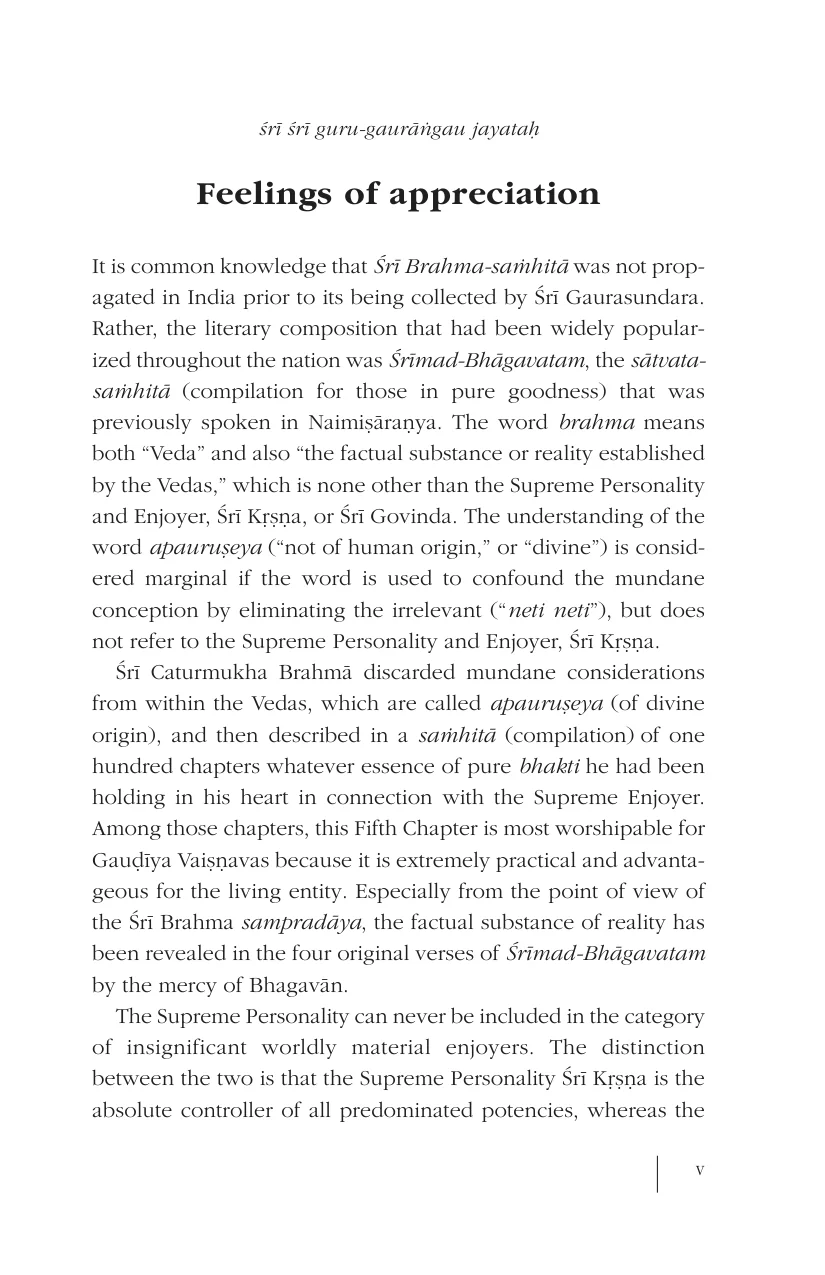 śrī śrī guru-gaurāṅgau jayataḥ
Feelings of appreciation
It is common knowledge that Śrī Brahma-saṁhitā was not prop-
agated in India prior to its being collected by Śrī Gaurasundara.
Rather, the literary composition that had been widely popular-
ized throughout the nation was Śrīmad-Bhāgavatam, the sātvata-
saṁhitā (compilation for those in pure goodness) that was
previously spoken in Naimiṣāraṇya. The word brahma means
both “Veda” and also “the factual substance or reality established
by the Vedas,” which is none other than the Supreme Personality
and Enjoyer, Śrī Kṛṣṇa, or Śrī Govinda. The understanding of the
word apauruṣeya (“not of human origin,” or “divine”) is consid-
ered marginal if the word is used to confound the mundane
conception by eliminating the irrelevant (“neti neti”), but does
not refer to the Supreme Personality and Enjoyer, Śrī Kṛṣṇa.
Śrī Caturmukha Brahmā discarded mundane considerations
from within the Vedas, which are called apauruṣeya (of divine
origin), and then described in a saṁhitā (compilation) of one
hundred chapters whatever essence of pure bhakti he had been
holding in his heart in connection with the Supreme Enjoyer.
Among those chapters, this Fifth Chapter is most worshipable for
Gauḍīya Vaiṣṇavas because it is extremely practical and advanta-
geous for the living entity. Especially from the point of view of
the Śrī Brahma sampradāya, the factual substance of reality has
been revealed in the four original verses of Śrīmad-Bhāgavatam
by the mercy of Bhagavān.
The Supreme Personality can never be included in the category
of insignificant worldly material enjoyers. The distinction
between the two is that the Supreme Personality Śrī Kṛṣṇa is the
absolute controller of all predominated potencies, whereas the
v